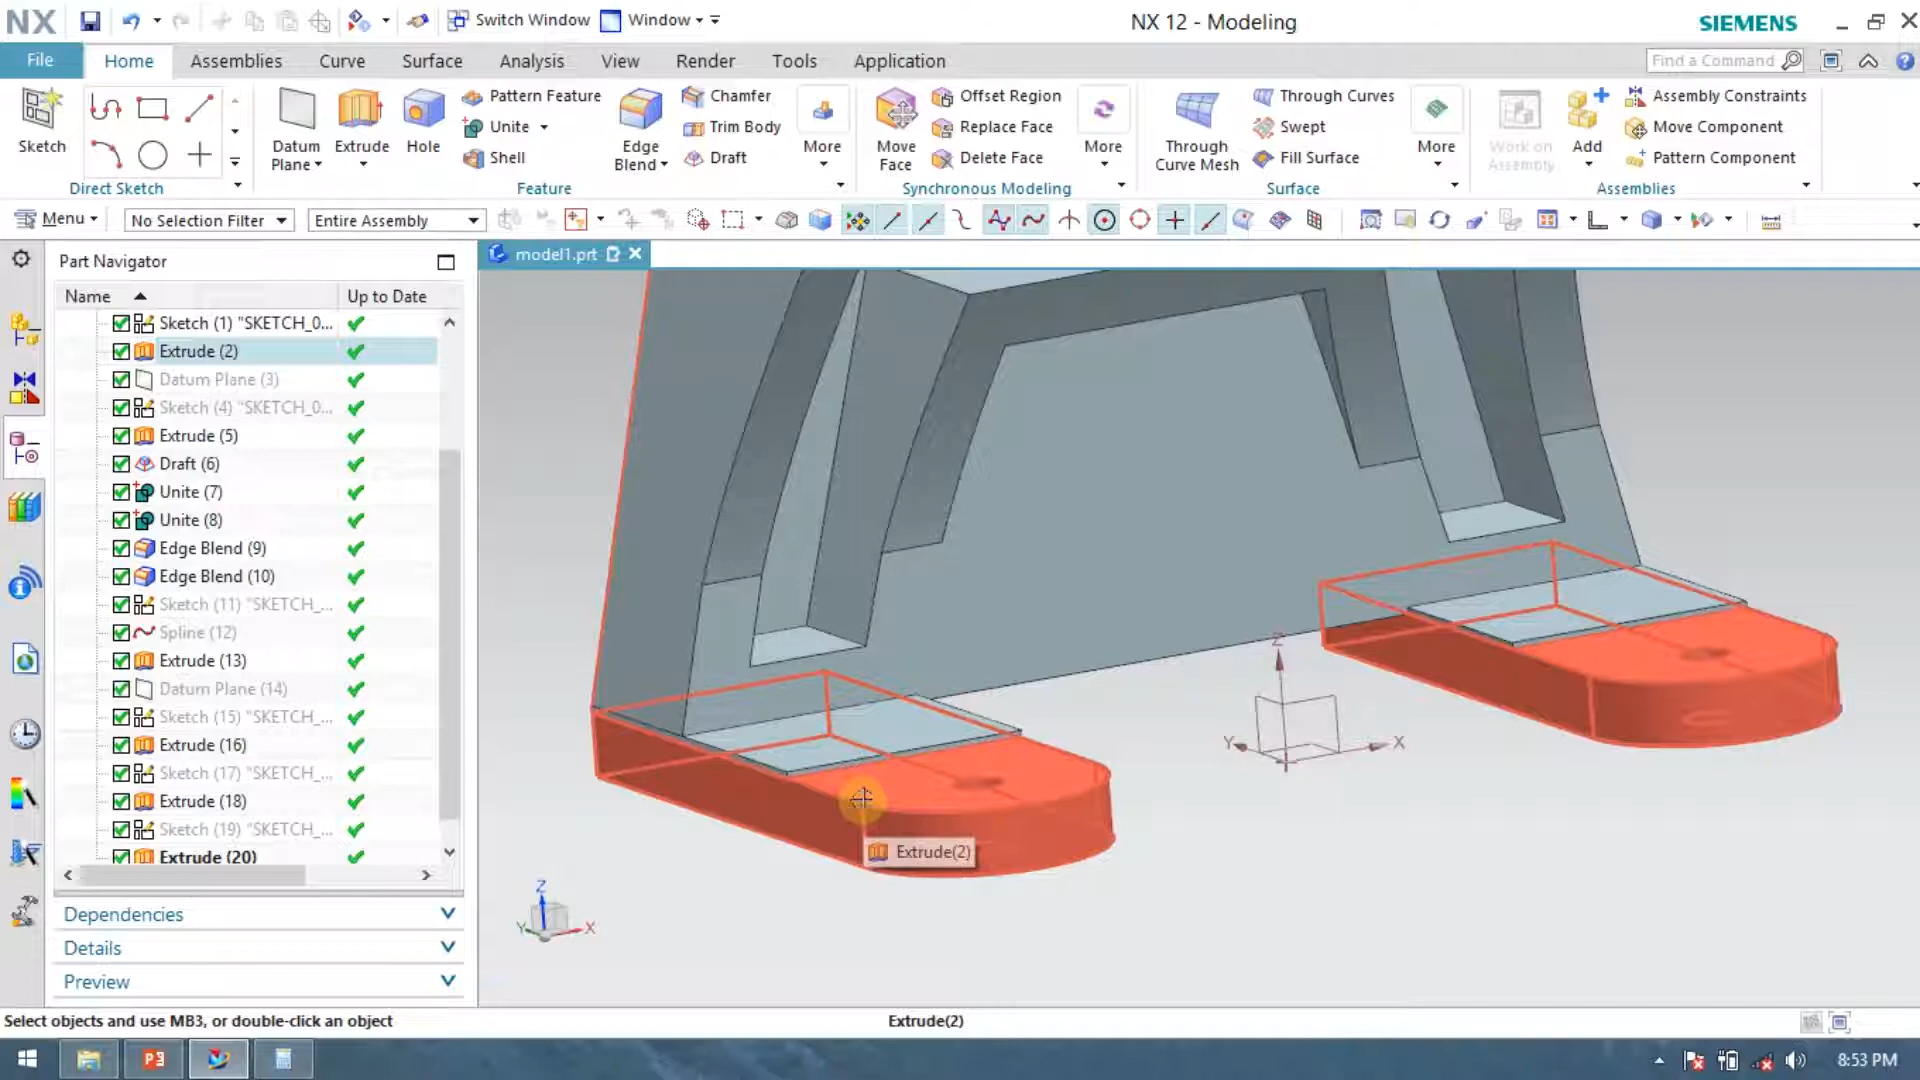 NX
Switch Window
Window
NX 12 - Modeling
SIEMENS
File
Home
Assemblies
Curve
Surface
Analysis
View
Render
Tools
Application
Find a Command
Sketch
Direct Sketch
Datum
Plane
Extrude
Hole
Pattern Feature
Unite
Shell
Edge
Blend
Chamfer
Trim Body
Draft
More
Feature
Move
Face
Offset Region
Replace Face
Delete Face
More
Synchronous Modeling
Through
Curve Mesh
Through Curves
Swept
Fill Surface
More
Surface
Work on
Assembly
Add
Assembly Constraints
Move Component
Pattern Component
Assemblies
Menu
No Selection Filter
Entire Assembly
Part Navigator
model1.prt
Name
Up to Date
Sketch (1) "SKETCH_0...
Extrude (2)
Datum Plane (3)
Sketch (4) "SKETCH_0...
Extrude (5)
Draft (6)
Unite (7)
Unite (8)
Edge Blend (9)
Edge Blend (10)
Sketch (11) "SKETCH_...
Spline (12)
Extrude (13)
Datum Plane (14)
Sketch (15) "SKETCH_...
Extrude (16)
Sketch (17) "SKETCH_...
Extrude (18)
Sketch (19) "SKETCH_...
Extrude (20)
Dependencies
Details
Preview
Z
Y
X
Extrude(2)
Z
Y
X
Select objects and use MB3, or double-click an object
Extrude(2)
8:53 PM